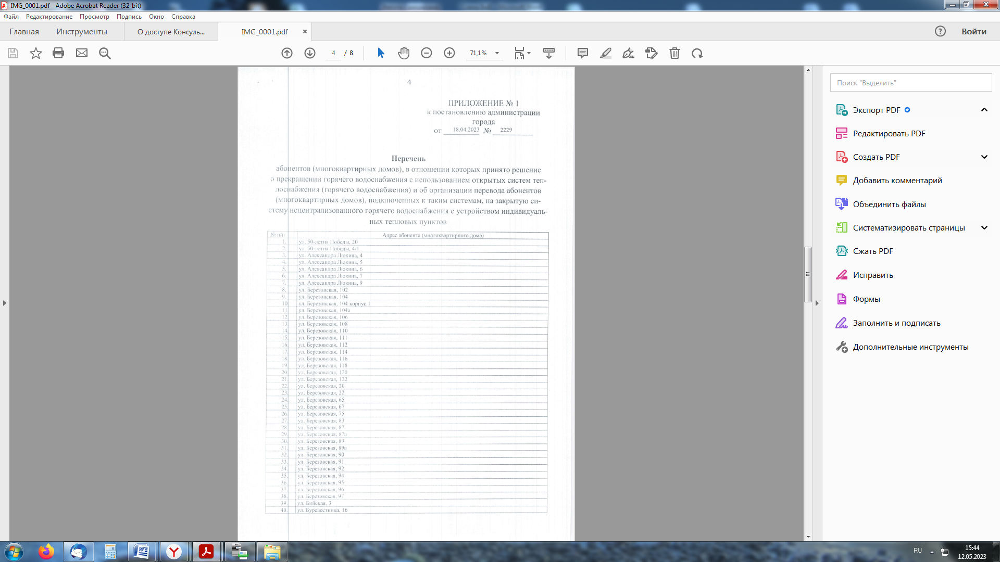 IMG_0001.pdf - Adobe Acrobat Reader (32-bit)
Файл Редактирование Просмотр Подпись Окно Справка
Главная Инструменты О доступе Консуль... IMG_0001.pdf × Войти
4 / 8 71,1%
4
ПРИЛОЖЕНИЕ № 1
к постановлению администрации
города
от 18.04.2023 № 2229
Перечень
абонентов (многоквартирных домов), в отношении которых принято решение
о прекращении горячего водоснабжения с использованием открытых систем теп-
лоснабжения (горячего водоснабжения) и об организации перевода абонентов
(многоквартирных домов), подключенных к таким системам, на закрытую си-
стему нецентрализованного горячего водоснабжения с устройством индивидуаль-
ных тепловых пунктов
№ п/п Адрес абонента (многоквартирного дома)
1. ул. 50-летия Победы, 20
2. ул. 50-летия Победы, 4/1
3. ул. Александра Люкина, 4
4. ул. Александра Люкина, 5
5. ул. Александра Люкина, 6
6. ул. Александра Люкина, 7
7. ул. Александра Люкина, 9
8. ул. Березовская, 102
9. ул. Березовская, 104
10. ул. Березовская, 104 корпус 1
11. ул. Березовская, 104а
12. ул. Березовская, 106
13. ул. Березовская, 108
14. ул. Березовская, 110
15. ул. Березовская, 111
16. ул. Березовская, 112
17. ул. Березовская, 114
18. ул. Березовская, 116
19. ул. Березовская, 118
20. ул. Березовская, 120
21. ул. Березовская, 122
22. ул. Березовская, 20
23. ул. Березовская, 22
24. ул. Березовская, 65
25. ул. Березовская, 67
26. ул. Березовская, 75
27. ул. Березовская, 83
28. ул. Березовская, 87
29. ул. Березовская, 87а
30. ул. Березовская, 89
31. ул. Березовская, 89а
32. ул. Березовская, 90
33. ул. Березовская, 91
34. ул. Березовская, 92
35. ул. Березовская, 94
36. ул. Березовская, 95
37. ул. Березовская, 96
38. ул. Березовская, 97
39. ул. Бийская, 3
40. ул. Буревестника, 16
Поиск "Выделить"
Экспорт PDF
Редактировать PDF
Создать PDF
Добавить комментарий
Объединить файлы
Систематизировать страницы
Сжать PDF
Исправить
Формы
Заполнить и подписать
Дополнительные инструменты
RU
15:44
12.05.2023